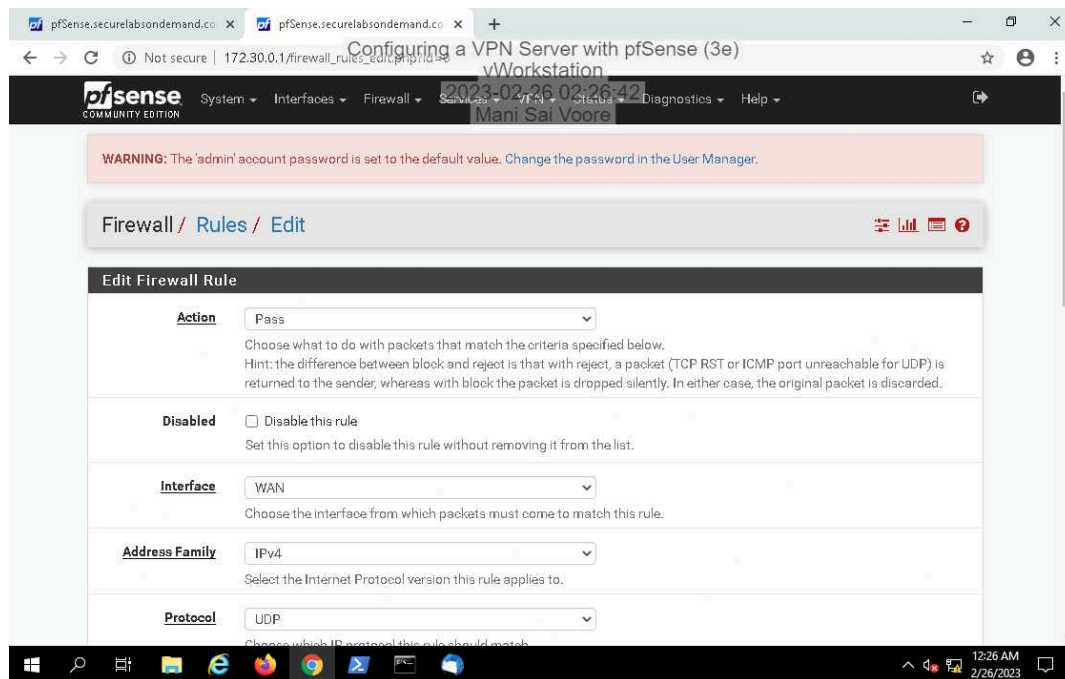 pfSense.securelabsondemand.co
pfSense.securelabsondemand.co
Not secure | 172.30.0.1/firewall_rules_edit.php?id=0
Configuring a VPN Server with pfSense (3e)
vWorkstation
2023-02-26 02:26:42
Mani Sai Voore
pfsense
COMMUNITY EDITION
System Interfaces Firewall Services VPN Status Diagnostics Help
WARNING: The 'admin' account password is set to the default value. Change the password in the User Manager.
Firewall / Rules / Edit
Edit Firewall Rule
Action
Pass
Choose what to do with packets that match the criteria specified below.
Hint: the difference between block and reject is that with reject, a packet (TCP RST or ICMP port unreachable for UDP) is
returned to the sender, whereas with block the packet is dropped silently. In either case, the original packet is discarded.
Disabled
Disable this rule
Set this option to disable this rule without removing it from the list.
Interface
WAN
Choose the interface from which packets must come to match this rule.
Address Family
IPv4
Select the Internet Protocol version this rule applies to.
Protocol
UDP
Choose which IP protocol this rule should match.
12:26 AM
2/26/2023